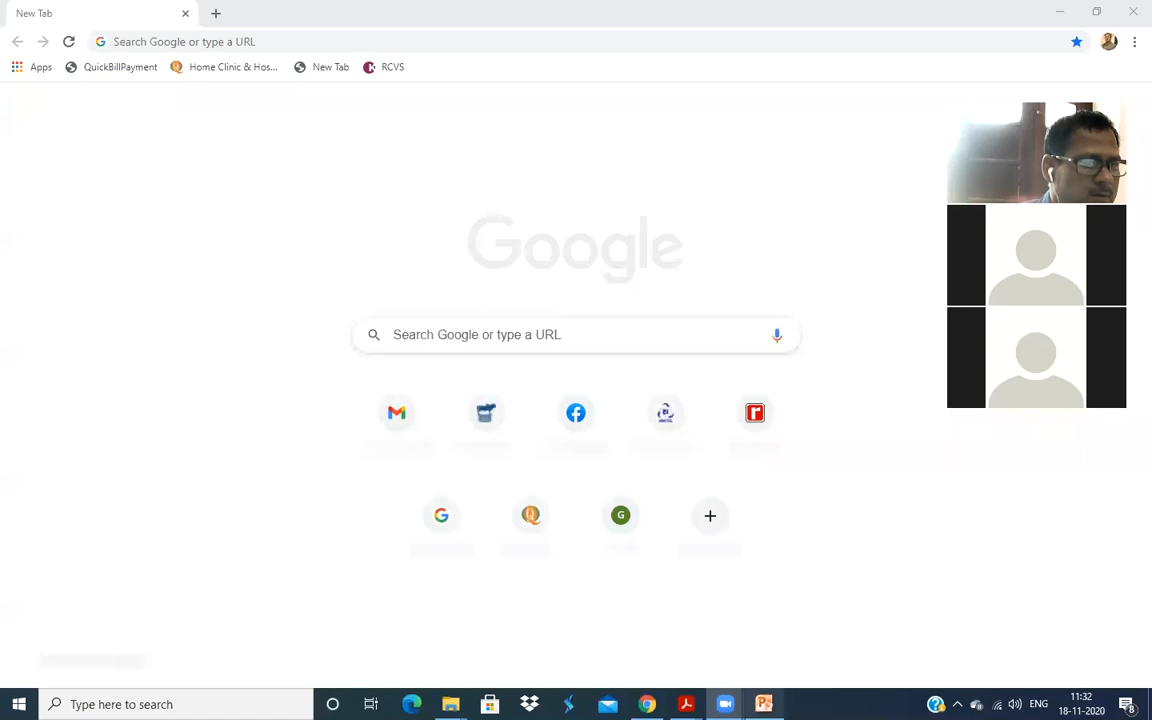 New Tab
Search Google or type a URL
Apps
QuickBillPayment
Home Clinic & Hos...
New Tab
RCVS
Google
Search Google or type a URL
G
Type here to search
ENG
11:32
18-11-2020
8